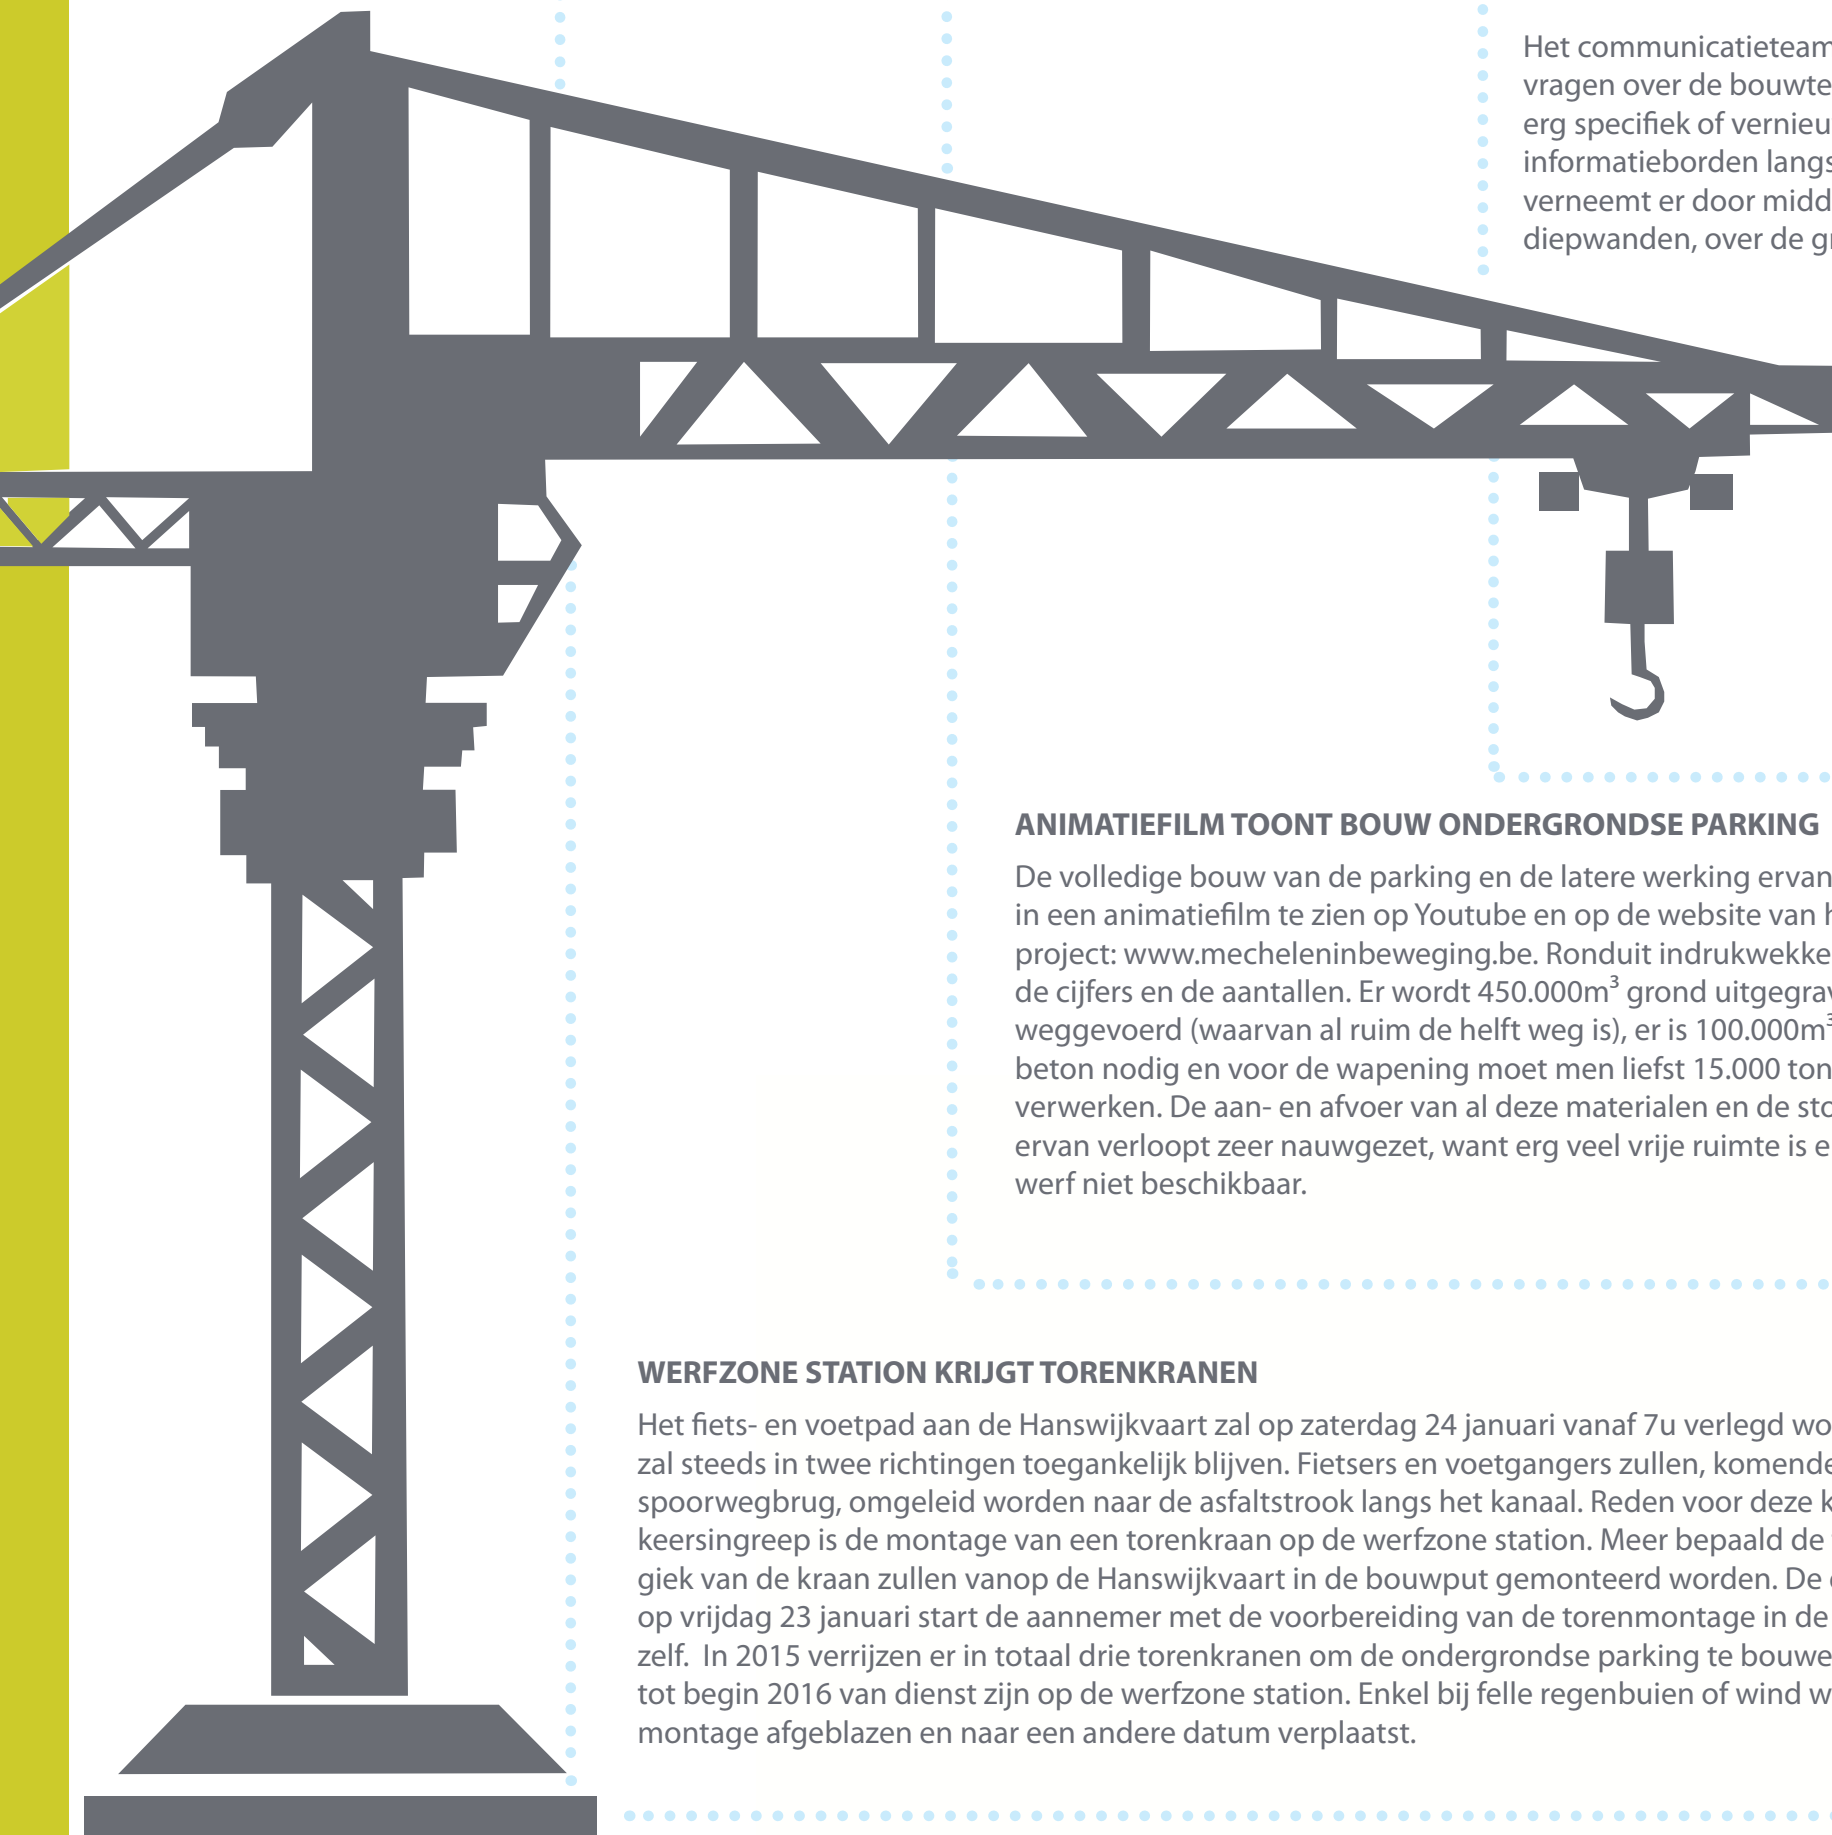 Het communicatieteam
vragen over de
erg specifiek of
informatieborden
verneemt er door
diepwanden, over de
ANIMATIEFILM TOONT BOUW ONDERGRONDSE PARKING
De volledige bouw van de parking en de latere werking ervan
in een animatiefilm te zien op Youtube en op de website van
project: www.mecheleninbeweging.be. Ronduit
de cijfers en de aantallen. Er wordt 450.000m³ grond
weggevoerd (waarvan al ruim de helft weg is), er is 100.000m³
beton nodig en voor de wapening moet men liefst 15.000 ton
verwerken. De aan- en afvoer van al deze materialen en de
ervan verloopt zeer nauwgezet, want erg veel vrije ruimte is
werf niet beschikbaar.
WERFZONE STATION KRIJGT TORENKRANEN
Het fiets- en voetpad aan de Hanswijkvaart zal op zaterdag 24 januari vanaf 7u verlegd
zal steeds in twee richtingen toegankelijk blijven. Fietsers en voetgangers zullen, komende
spoorwegbrug, omgeleid worden naar de asfaltstrook langs het kanaal. Reden voor deze
keersingreep is de montage van een torenkraan op de werfzone station. Meer bepaald de
giek van de kraan zullen vanop de Hanswijkvaart in de bouwput gemonteerd worden. De
op vrijdag 23 januari start de aannemer met de voorbereiding van de torenmontage in de
zelf. In 2015 verrijzen er in totaal drie torenkranen om de ondergrondse parking te
tot begin 2016 van dienst zijn op de werfzone station. Enkel bij felle regenbuien of wind
montage afgeblazen en naar een andere datum verplaatst.